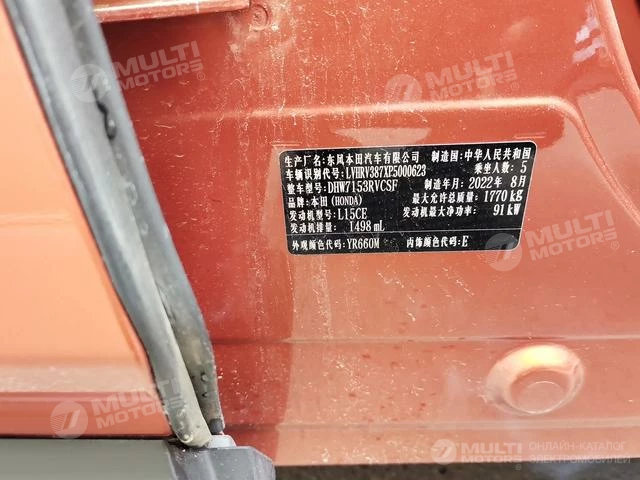 MULTI MOTORS
MULTI MOTORS
生产厂名：东风本田汽车有限公司 制造国：中华人民共和国
车辆识别代号：LVHRV387XP5000623 乘坐人数：5
整车型号：DHW7153RVCSF 制造年月：2022年8月
品牌：本田(HONDA) 最大允许总质量：1770kg
发动机型号：L15CE 发动机最大净功率：91kW
发动机排量：1498mL
外观颜色代码：YR660M 内饰颜色代码：E
MULTI MOTORS
MULTI MOTORS
MULTI MOTORS
ОНЛАЙН-КАТАЛОГ
ЭЛЕКТРОМОБИЛЕЙ